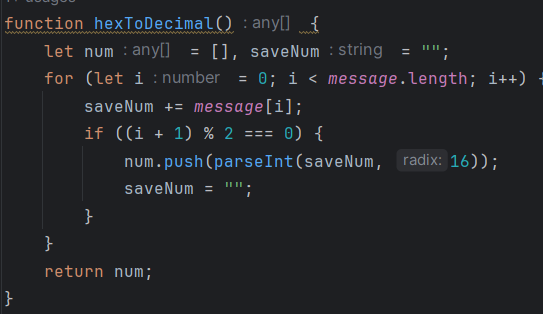 function hexToDecimal() : any[] {
let num : any[] = [], saveNum : string = "";
for (let i : number = 0; i < message.length; i++) {
saveNum += message[i];
if ((i + 1) % 2 === 0) {
num.push(parseInt(saveNum, radix: 16));
saveNum = "";
}
}
return num;
}